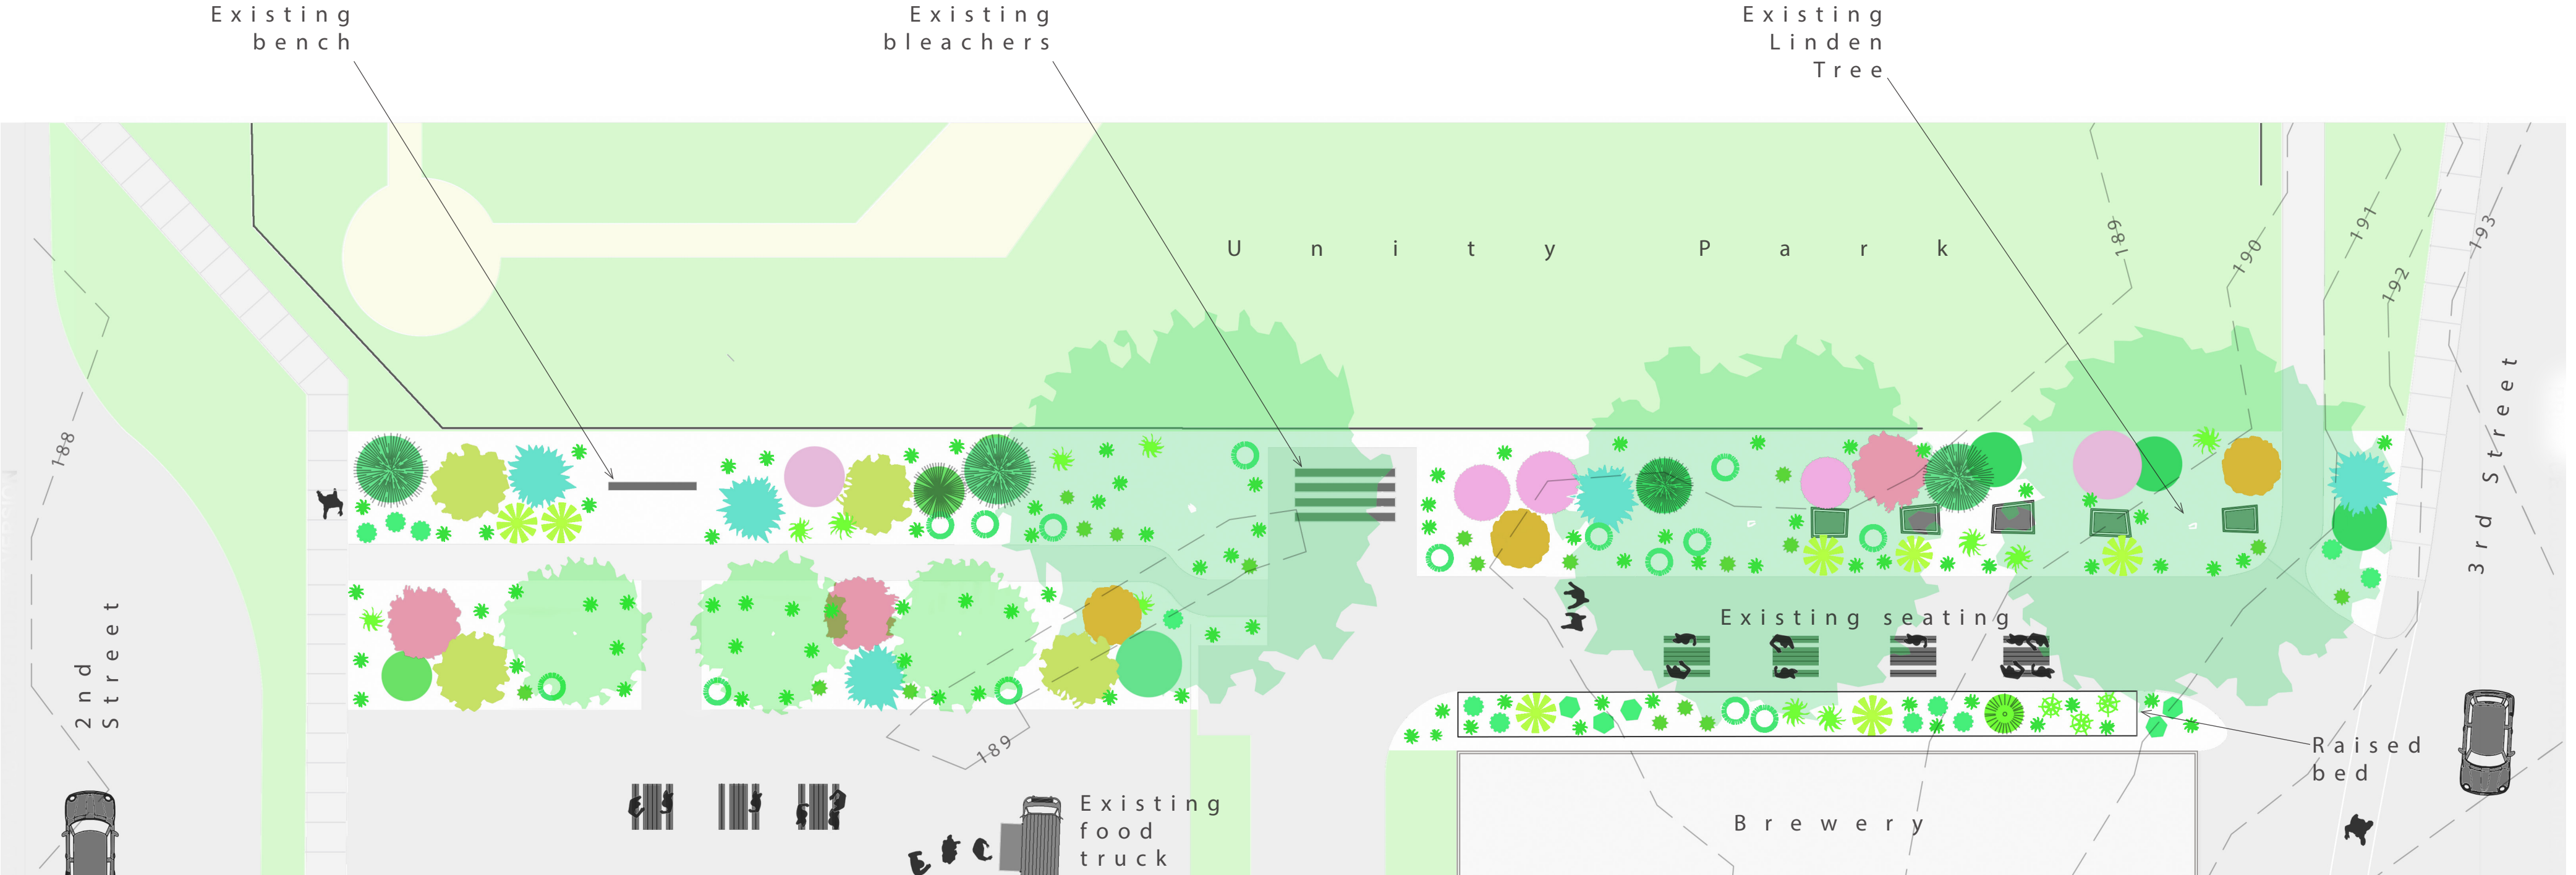 Existing
bench
Existing
bleachers
Existing
Linden
Tree
Unity Park
189
190
191
192
193
188
2nd
Street
3rd Street
Existing seating
189
Existing
food
truck
Brewery
Raised
bed